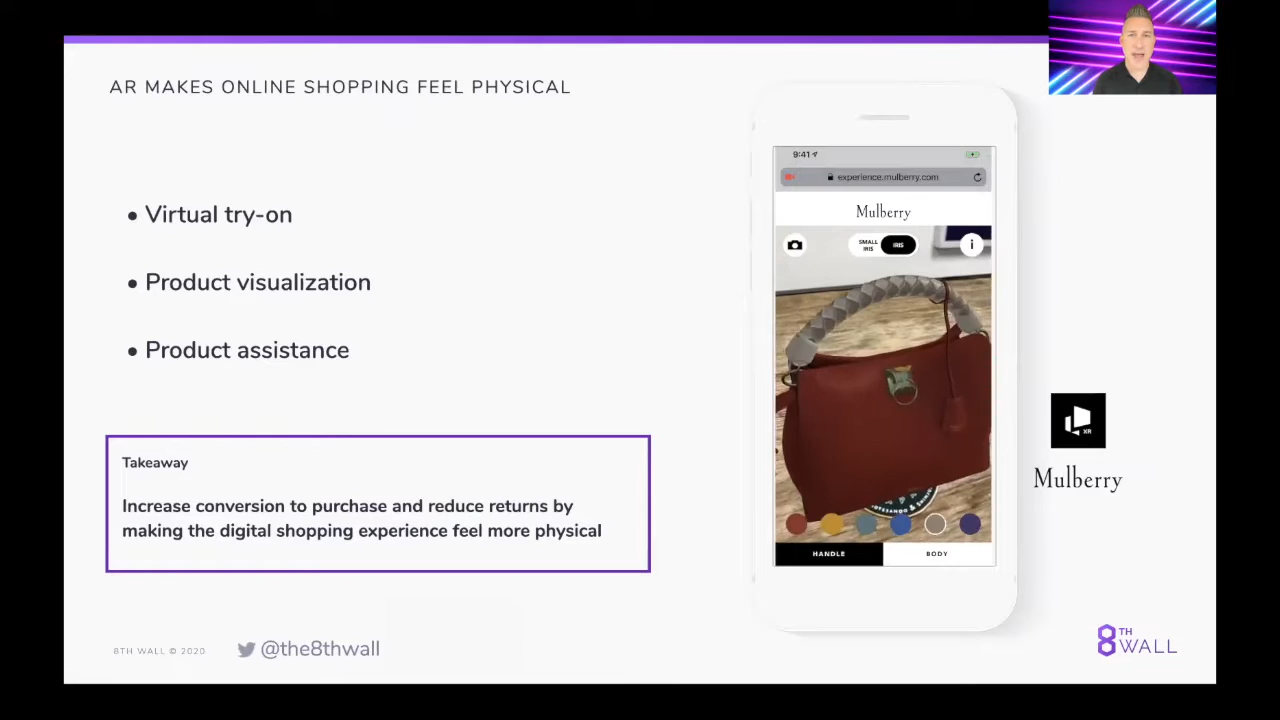 AR MAKES ONLINE SHOPPING FEEL PHYSICAL
• Virtual try-on
• Product visualization
• Product assistance
Takeaway
Increase conversion to purchase and reduce returns by
making the digital shopping experience feel more physical
8TH WALL © 2020
@the8thwall
9:41
experience.mulberry.com
Mulberry
SMALL
IRIS
IRIS
i
HANDLE
BODY
XR
Mulberry
8TH
WALL